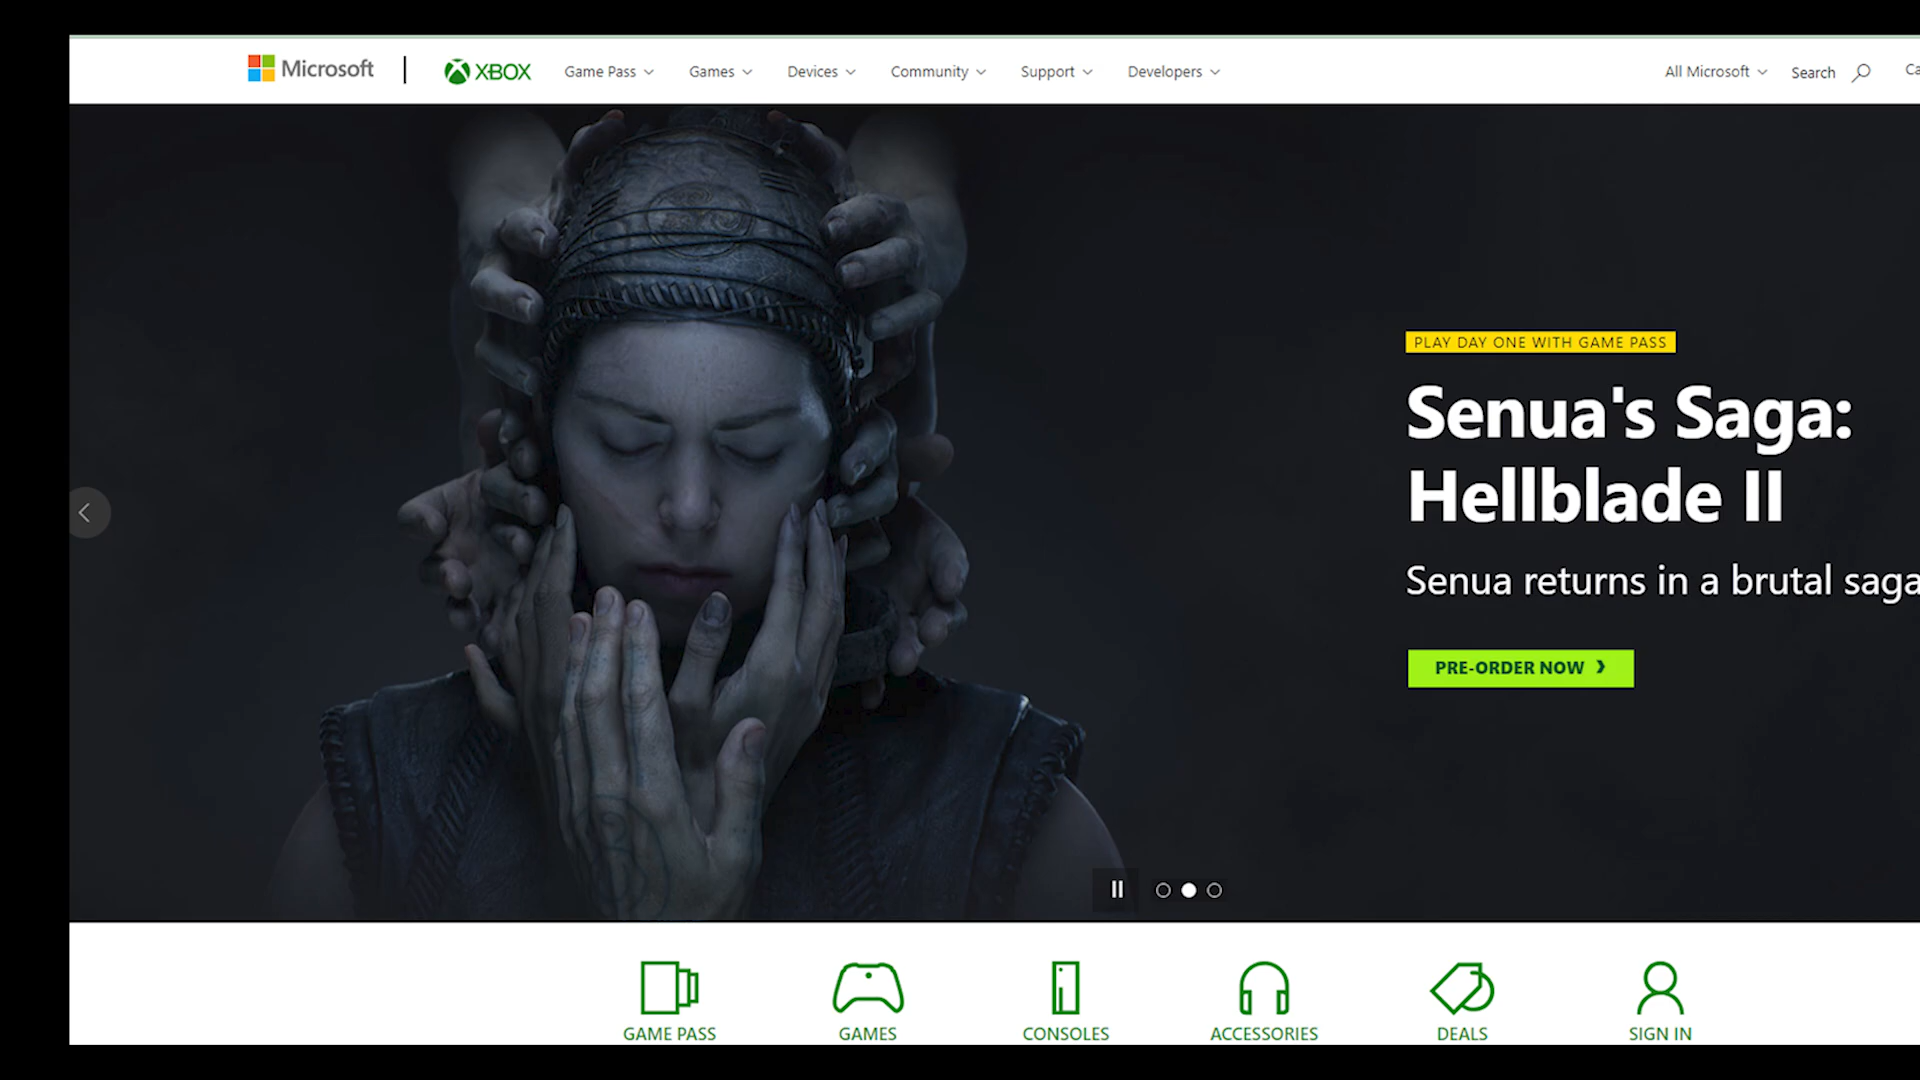 Microsoft XBOX Game Pass Games Devices Community Support Developers All Microsoft Search
PLAY DAY ONE WITH GAME PASS
Senua's Saga:
Hellblade II
Senua returns in a brutal saga
PRE-ORDER NOW
GAME PASS GAMES CONSOLES ACCESSORIES DEALS SIGN IN